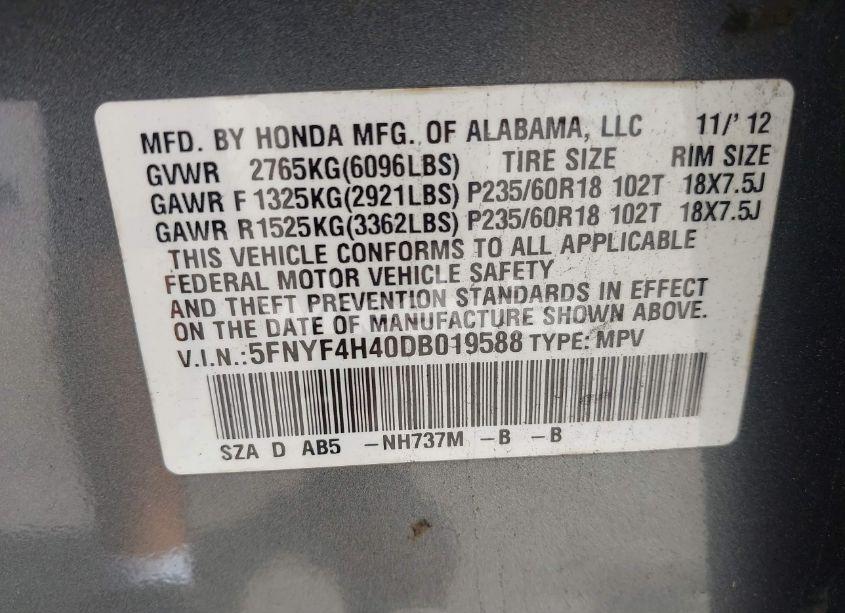 MFD. BY HONDA MFG. OF ALABAMA, LLC 11/' 12
GVWR 2765KG(6096LBS) TIRE SIZE RIM SIZE
GAWR F 1325KG(2921LBS) P235/60R18 102T 18X7.5J
GAWR R1525KG(3362LBS) P235/60R18 102T 18X7.5J
THIS VEHICLE CONFORMS TO ALL APPLICABLE
FEDERAL MOTOR VEHICLE SAFETY
AND THEFT PREVENTION STANDARDS IN EFFECT
ON THE DATE OF MANUFACTURE SHOWN ABOVE.
V.I.N.:5FNYF4H40DB019588 TYPE: MPV
SZA D AB5 -NH737M -B -B